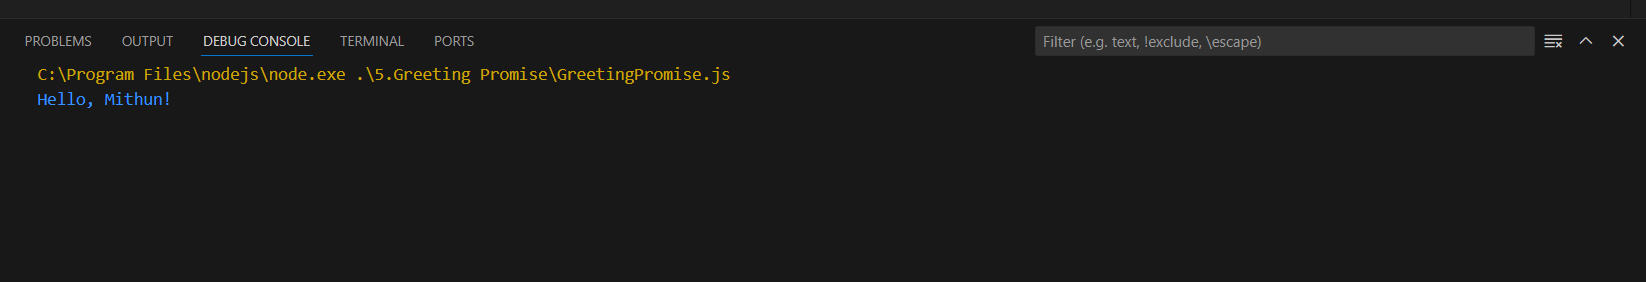 PROBLEMS OUTPUT DEBUG CONSOLE TERMINAL PORTS Filter (e.g. text, !exclude, \escape)
C:\Program Files\nodejs\node.exe .\5.Greeting Promise\GreetingPromise.js
Hello, Mithun!